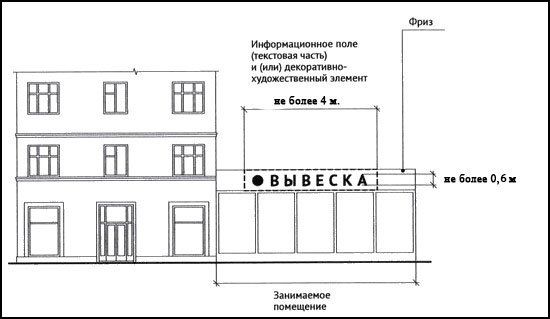 Фриз
Информационное поле
(текстовая часть)
и (или) декоративно-
художественный элемент
не более 4 м.
ВЫВЕСКА
не более 0,6 м
Занимаемое
помещение